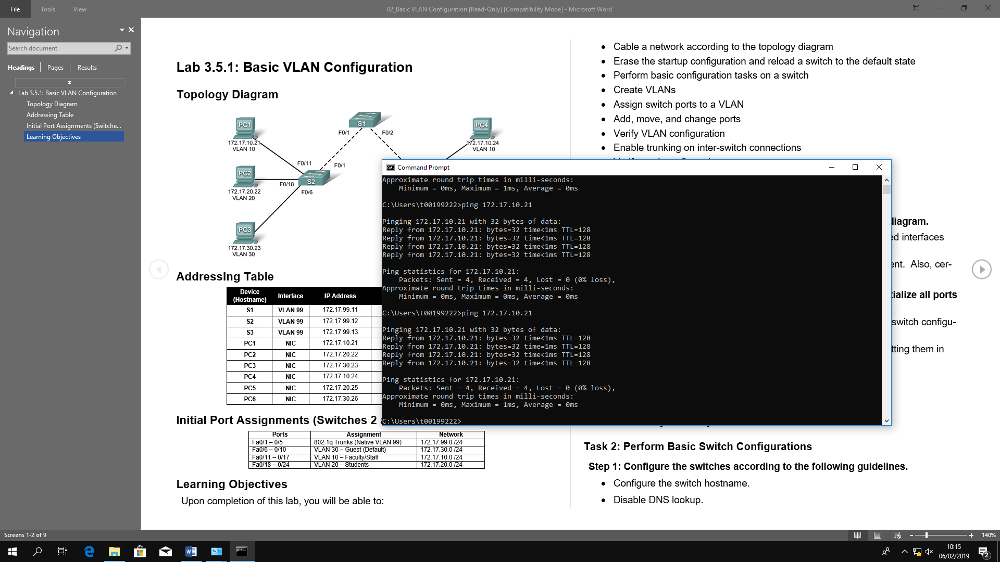 File
Tools
View
02_Basic VLAN Configuration [Read-Only] [Compatibility Mode] - Microsoft Word
Navigation
Search document
Headings
Pages
Results
Lab 3.5.1: Basic VLAN Configuration
Topology Diagram
Addressing Table
Initial Port Assignments (Switche...
Learning Objectives
Lab 3.5.1: Basic VLAN Configuration
Topology Diagram
PC1
172.17.10.21
VLAN 10
S1
F0/1
F0/2
PC4
172.17.10.24
VLAN 10
F0/11
F0/1
PC2
172.17.20.22
VLAN 20
F0/18
S2
F0/6
PC3
172.17.30.23
VLAN 30
Addressing Table
Device (Hostname) Interface IP Address
S1 VLAN 99 172.17.99.11
S2 VLAN 99 172.17.99.12
S3 VLAN 99 172.17.99.13
PC1 NIC 172.17.10.21
PC2 NIC 172.17.20.22
PC3 NIC 172.17.30.23
PC4 NIC 172.17.10.24
PC5 NIC 172.17.20.25
PC6 NIC 172.17.30.26
Initial Port Assignments (Switches 2
Ports Assignment Network
Fa0/1 – 0/5 802.1q Trunks (Native VLAN 99) 172.17.99.0 /24
Fa0/6 – 0/10 VLAN 30 – Guest (Default) 172.17.30.0 /24
Fa0/11 – 0/17 VLAN 10 – Faculty/Staff 172.17.10.0 /24
Fa0/18 – 0/24 VLAN 20 – Students 172.17.20.0 /24
Learning Objectives
Upon completion of this lab, you will be able to:
• Cable a network according to the topology diagram
• Erase the startup configuration and reload a switch to the default state
• Perform basic configuration tasks on a switch
• Create VLANs
• Assign switch ports to a VLAN
• Add, move, and change ports
• Verify VLAN configuration
• Enable trunking on inter-switch connections
Command Prompt
Approximate round trip times in milli-seconds:
Minimum = 0ms, Maximum = 1ms, Average = 0ms
C:\Users\t00199222>ping 172.17.10.21
Pinging 172.17.10.21 with 32 bytes of data:
Reply from 172.17.10.21: bytes=32 time<1ms TTL=128
Reply from 172.17.10.21: bytes=32 time<1ms TTL=128
Reply from 172.17.10.21: bytes=32 time<1ms TTL=128
Reply from 172.17.10.21: bytes=32 time<1ms TTL=128
Ping statistics for 172.17.10.21:
Packets: Sent = 4, Received = 4, Lost = 0 (0% loss),
Approximate round trip times in milli-seconds:
Minimum = 0ms, Maximum = 0ms, Average = 0ms
C:\Users\t00199222>ping 172.17.10.21
Pinging 172.17.10.21 with 32 bytes of data:
Reply from 172.17.10.21: bytes=32 time<1ms TTL=128
Reply from 172.17.10.21: bytes=32 time=1ms TTL=128
Reply from 172.17.10.21: bytes=32 time<1ms TTL=128
Reply from 172.17.10.21: bytes=32 time<1ms TTL=128
Ping statistics for 172.17.10.21:
Packets: Sent = 4, Received = 4, Lost = 0 (0% loss),
Approximate round trip times in milli-seconds:
Minimum = 0ms, Maximum = 1ms, Average = 0ms
C:\Users\t00199222>
diagram.
ed interfaces
ent. Also, cer-
tialize all ports
switch configu-
tting them in
Task 2: Perform Basic Switch Configurations
Step 1: Configure the switches according to the following guidelines.
• Configure the switch hostname.
• Disable DNS lookup.
Screens 1-2 of 9
140%
10:15
06/02/2019
2